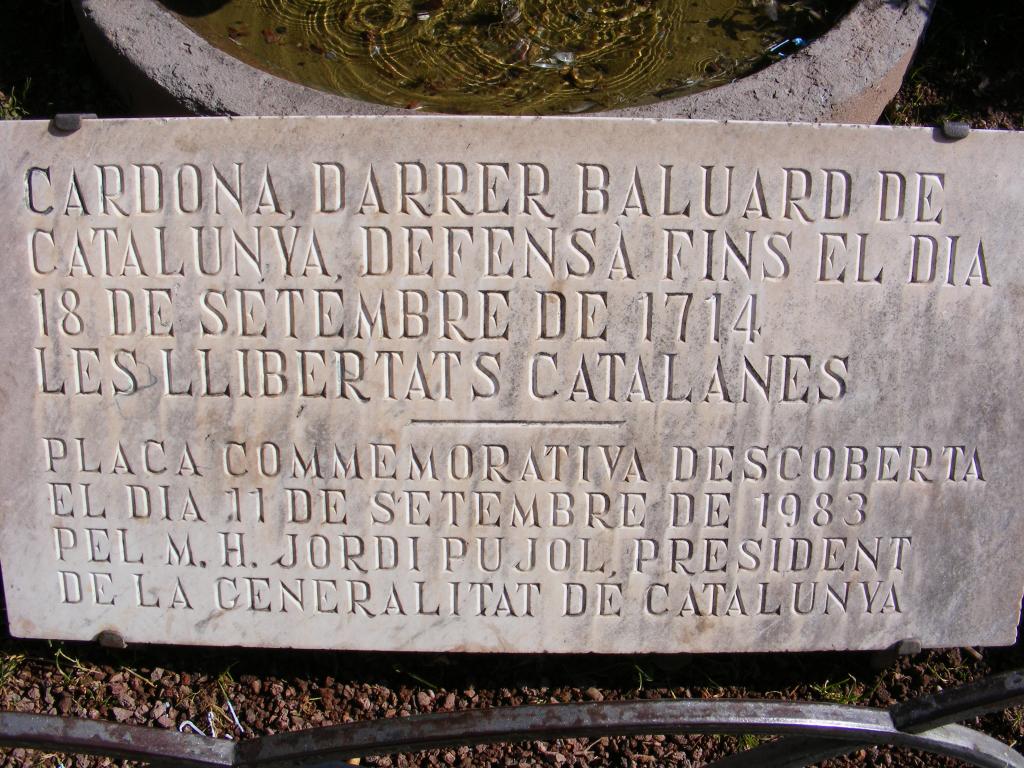 CARDONA, DARRER BALUARD DE
CATALUNYA, DEFENSÀ FINS EL DIA
18 DE SETEMBRE DE 1714
LES LLIBERTATS CATALANES
PLACA COMMEMORATIVA DESCOBERTA
EL DIA 11 DE SETEMBRE DE 1983
PEL M. H. JORDI PUJOL, PRESIDENT
DE LA GENERALITAT DE CATALUNYA